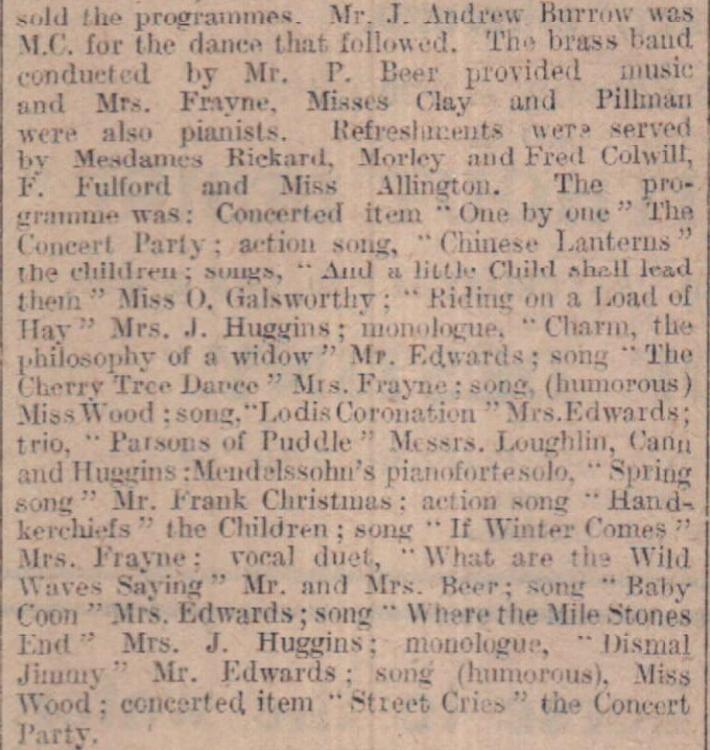 sold the programmes. Mr. J. Andrew Burrow was
M.C. for the dance that followed. The brass band
conducted by Mr. P. Beer provided music
and Mrs. Frayne, Misses Clay and Pillman
were also pianists. Refreshments were served
by Mesdames Rickard, Morley and Fred Colwill,
F. Fulford and Miss Allington. The pro-
gramme was: Concerted item "One by one" The
Concert Party; action song, "Chinese Lanterns"
the children; songs, "And a little Child shall lead
them" Miss O. Galsworthy; "Riding on a Load of
Hay" Mrs. J. Huggins; monologue, "Charm, the
philosophy of a widow" Mr. Edwards; song "The
Cherry Tree Dance" Mrs. Frayne; song, (humorous)
Miss Wood; song, "Lodis Coronation" Mrs. Edwards;
trio, "Parsons of Puddle" Messrs. Loughlin, Cann
and Huggins: Mendelssohn's pianoforte solo, "Spring
song" Mr. Frank Christmas; action song "Hand-
kerchiefs" the Children; song "If Winter Comes"
Mrs. Frayne; vocal duet, "What are the Wild
Waves Saying" Mr. and Mrs. Beer; song "Baby
Coon" Mrs. Edwards; song "Where the Mile Stones
End" Mrs. J. Huggins; monologue, "Dismal
Jimmy" Mr. Edwards; song (humorous), Miss
Wood; concerted item "Street Cries" the Concert
Party.